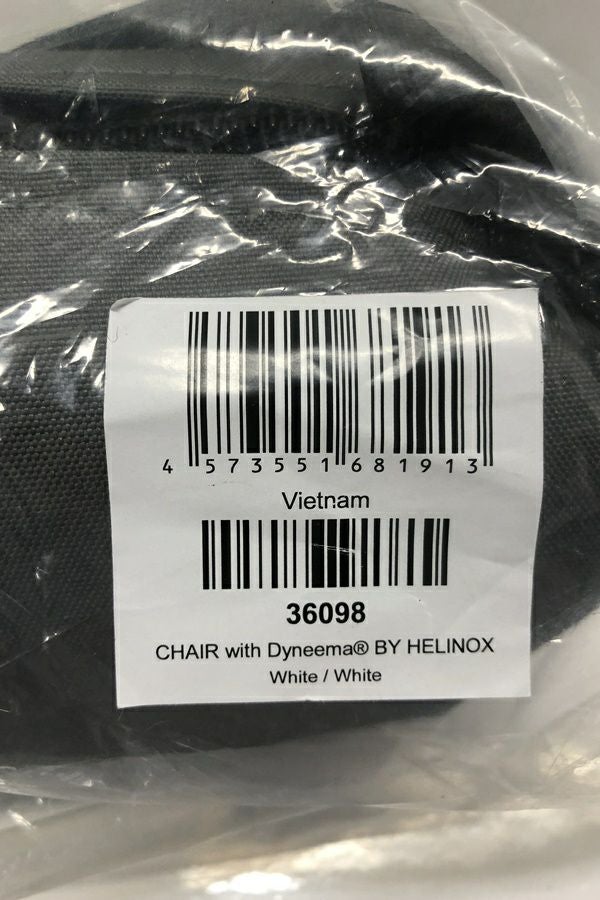 4 573551 681913
Vietnam
36098
CHAIR with Dyneema® BY HELINOX
White / White